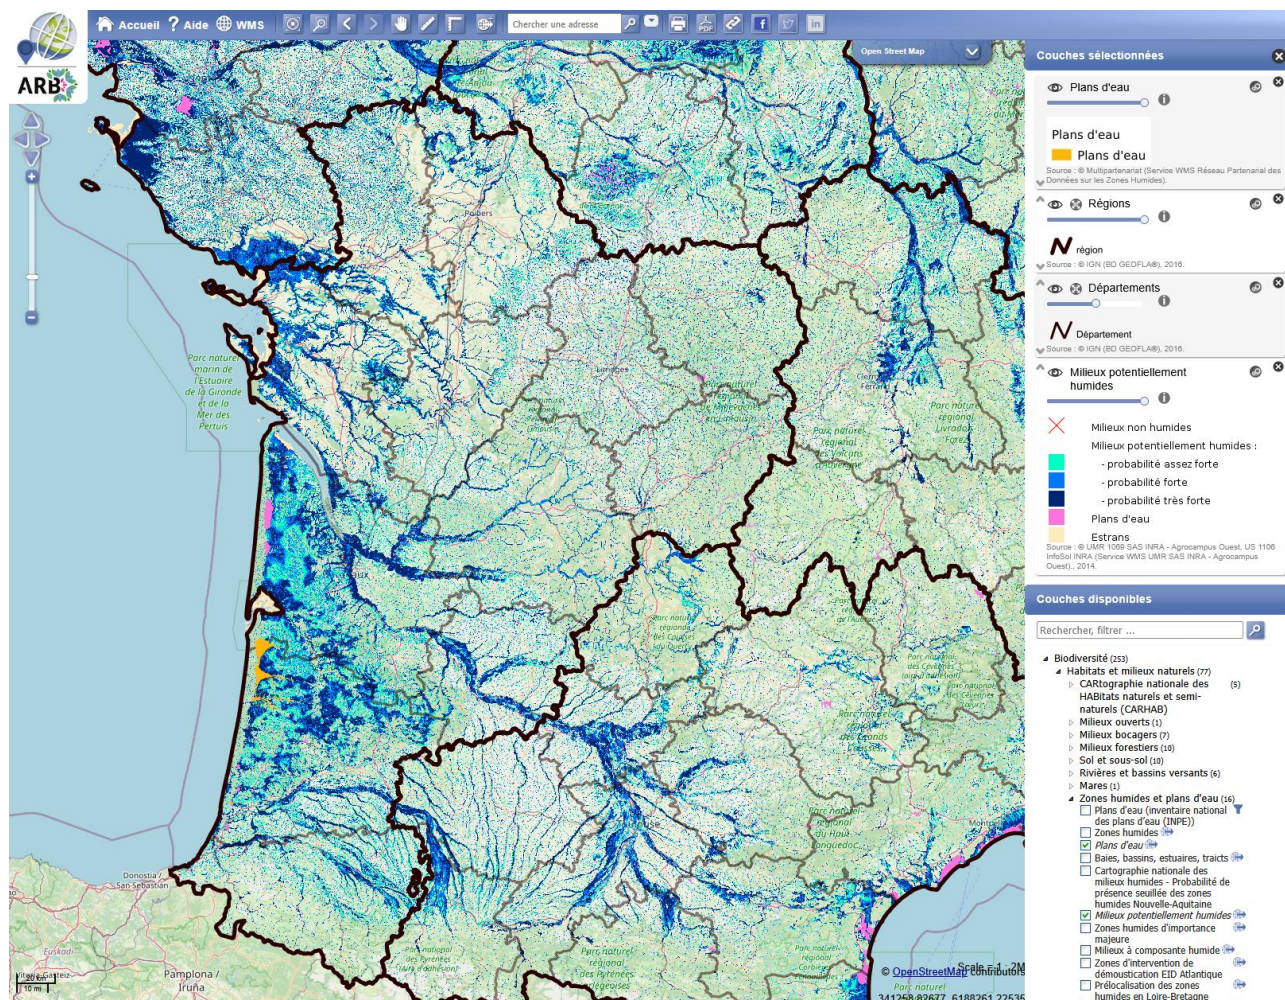 Accueil ? Aide WMS
Chercher une adresse
PDF
ARB
Open Street Map
Couches sélectionnées
Plans d'eau
Plans d'eau
Plans d'eau
Source : © Multipartenariat (Service WMS Réseau Partenarial des
Données sur les Zones Humides).
Régions
région
Source : © IGN (BD GEOFLA®), 2016.
Départements
Département
Source : © IGN (BD GEOFLA®), 2016.
Milieux potentiellement
humides
Milieux non humides
Milieux potentiellement humides :
- probabilité assez forte
- probabilité forte
- probabilité très forte
Plans d'eau
Estrans
Source : © UMR 1069 SAS INRA - Agrocampus Ouest, US 1106
InfoSol INRA (Service WMS UMR SAS INRA - Agrocampus
Ouest)., 2014.
Couches disponibles
Rechercher, filtrer ...
Biodiversité (253)
Habitats et milieux naturels (77)
CARtographie nationale des (5)
HABitats naturels et semi-
naturels (CARHAB)
Milieux ouverts (1)
Milieux bocagers (7)
Milieux forestiers (10)
Sol et sous-sol (10)
Rivières et bassins versants (6)
Mares (1)
Zones humides et plans d'eau (16)
Plans d'eau (inventaire national
des plans d'eau (INPE))
Zones humides
Plans d'eau
Baies, bassins, estuaires, tracts
Cartographie nationale des
milieux humides - Probabilité de
présence seuillée des zones
humides Nouvelle-Aquitaine
Milieux potentiellement humides
Zones humides d'importance
majeure
Milieux à composante humide
Zones d'intervention de
démoustication EID Atlantique
Prélocalisation des zones
humides en Loire-Bretagne
Poitiers
Limoges
Parc naturel
marin de
l'Estuaire
de la Gironde
et de la
Mer des
Pertuis
Parc naturel
régional
Livradois
Forez
Parc naturel
régional
des Volcans
d'Auvergne
Parc naturel
régional
des Grands
Causses
Parc naturel
régional
du Haut-
Languedoc
Donostia /
San Sebastián
Euskadi
Vitoria-Gasteiz
Pamplona /
Iruña
Parc naturel
régional
des Pyrénées
Ariégeoises
20 km
10 mi
© OpenStreetMap contributors